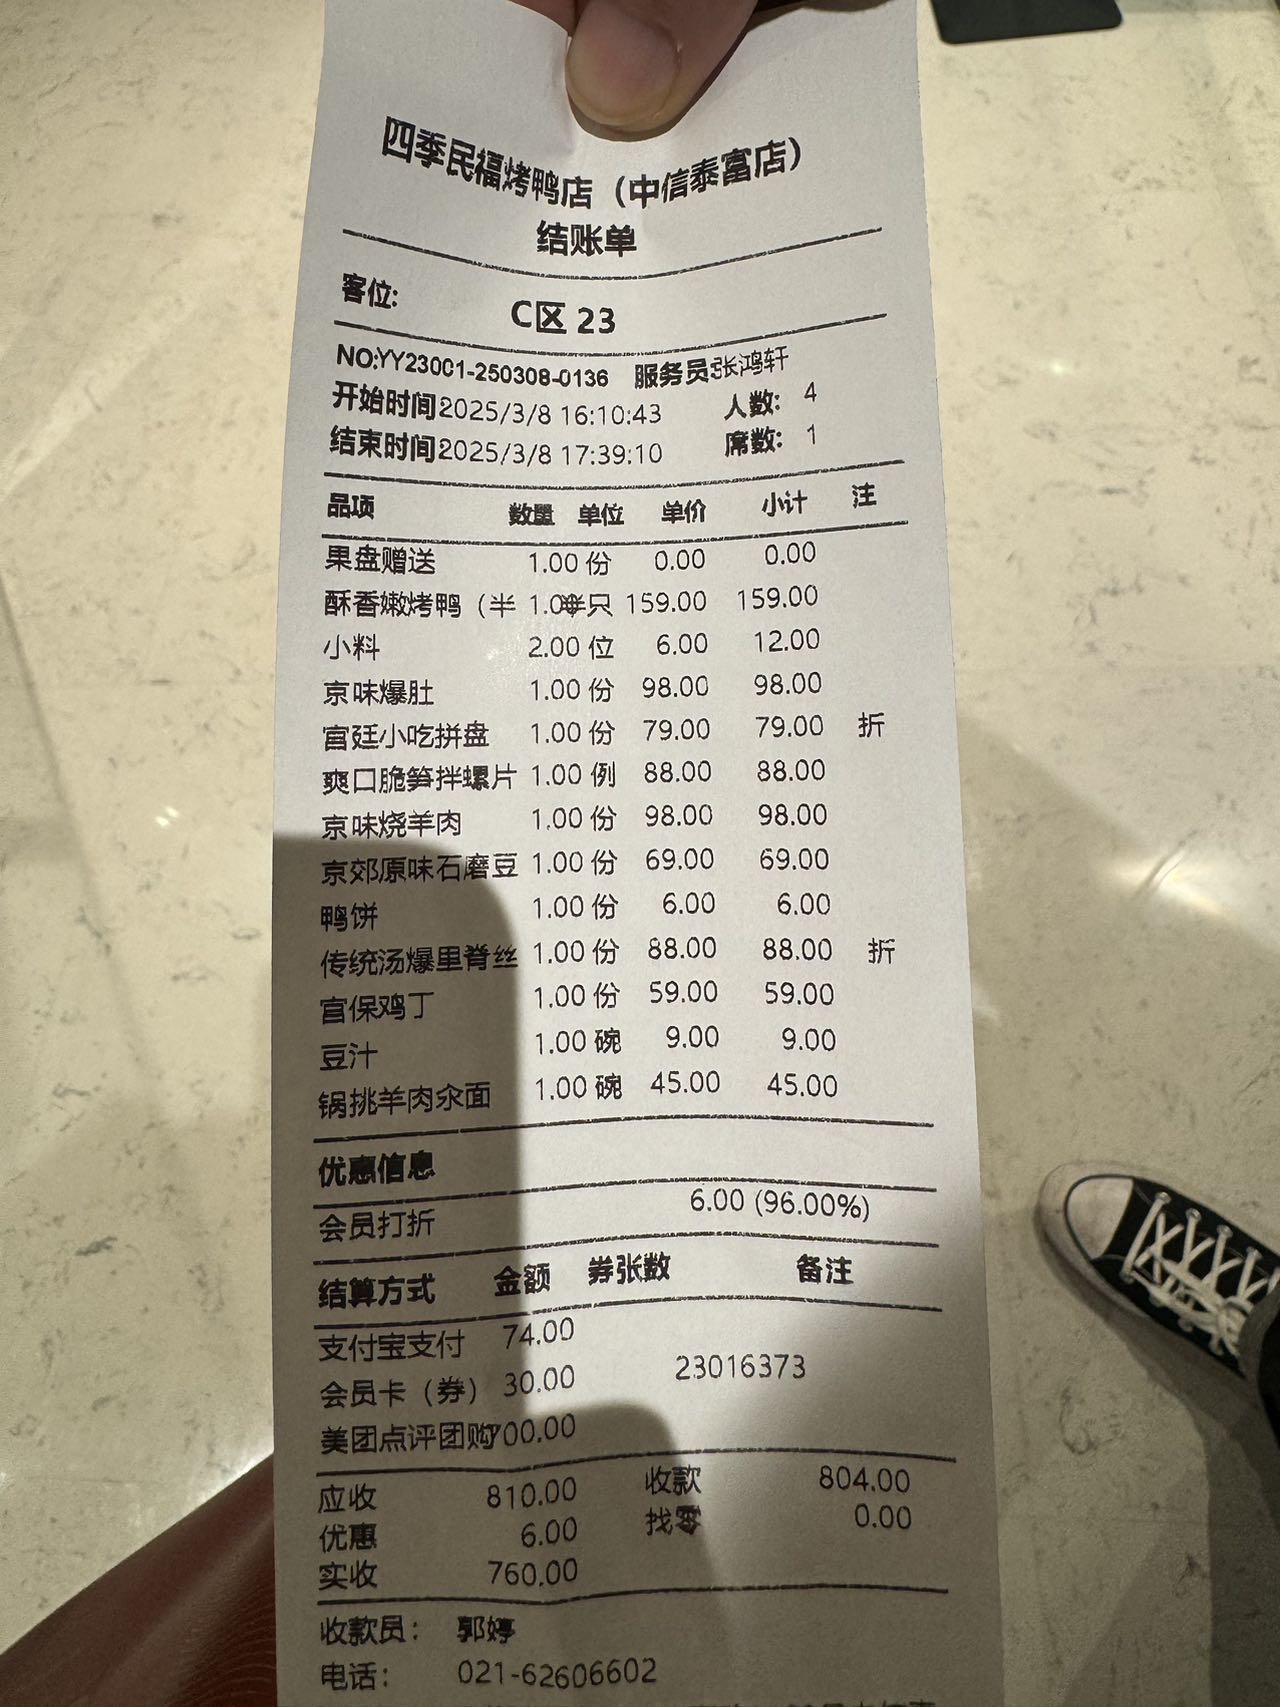 四季民福烤鸭店（中信泰富店）
结账单
客位: C区 23
NO:YY23001-250308-0136 服务员:张鸿轩
开始时间 2025/3/8 16:10:43 人数: 4
结束时间 2025/3/8 17:39:10 席数: 1
品项 数量 单位 单价 小计 注
果盘赠送 1.00 份 0.00 0.00
酥香嫩烤鸭（半 1.00 半只 159.00 159.00
小料 2.00 位 6.00 12.00
京味爆肚 1.00 份 98.00 98.00
宫廷小吃拼盘 1.00 份 79.00 79.00 折
爽口脆笋拌螺片 1.00 例 88.00 88.00
京味烧羊肉 1.00 份 98.00 98.00
京郊原味石磨豆 1.00 份 69.00 69.00
鸭饼 1.00 份 6.00 6.00
传统汤爆里脊丝 1.00 份 88.00 88.00 折
宫保鸡丁 1.00 份 59.00 59.00
豆汁 1.00 碗 9.00 9.00
锅挑羊肉汆面 1.00 碗 45.00 45.00
优惠信息
会员打折 6.00 (96.00%)
结算方式 金额 券张数 备注
支付宝支付 74.00
会员卡（券） 30.00 23016373
美团点评团购 700.00
应收 810.00 收款 804.00
优惠 6.00 找零 0.00
实收 760.00
收款员： 郭婷
电话： 021-62606602